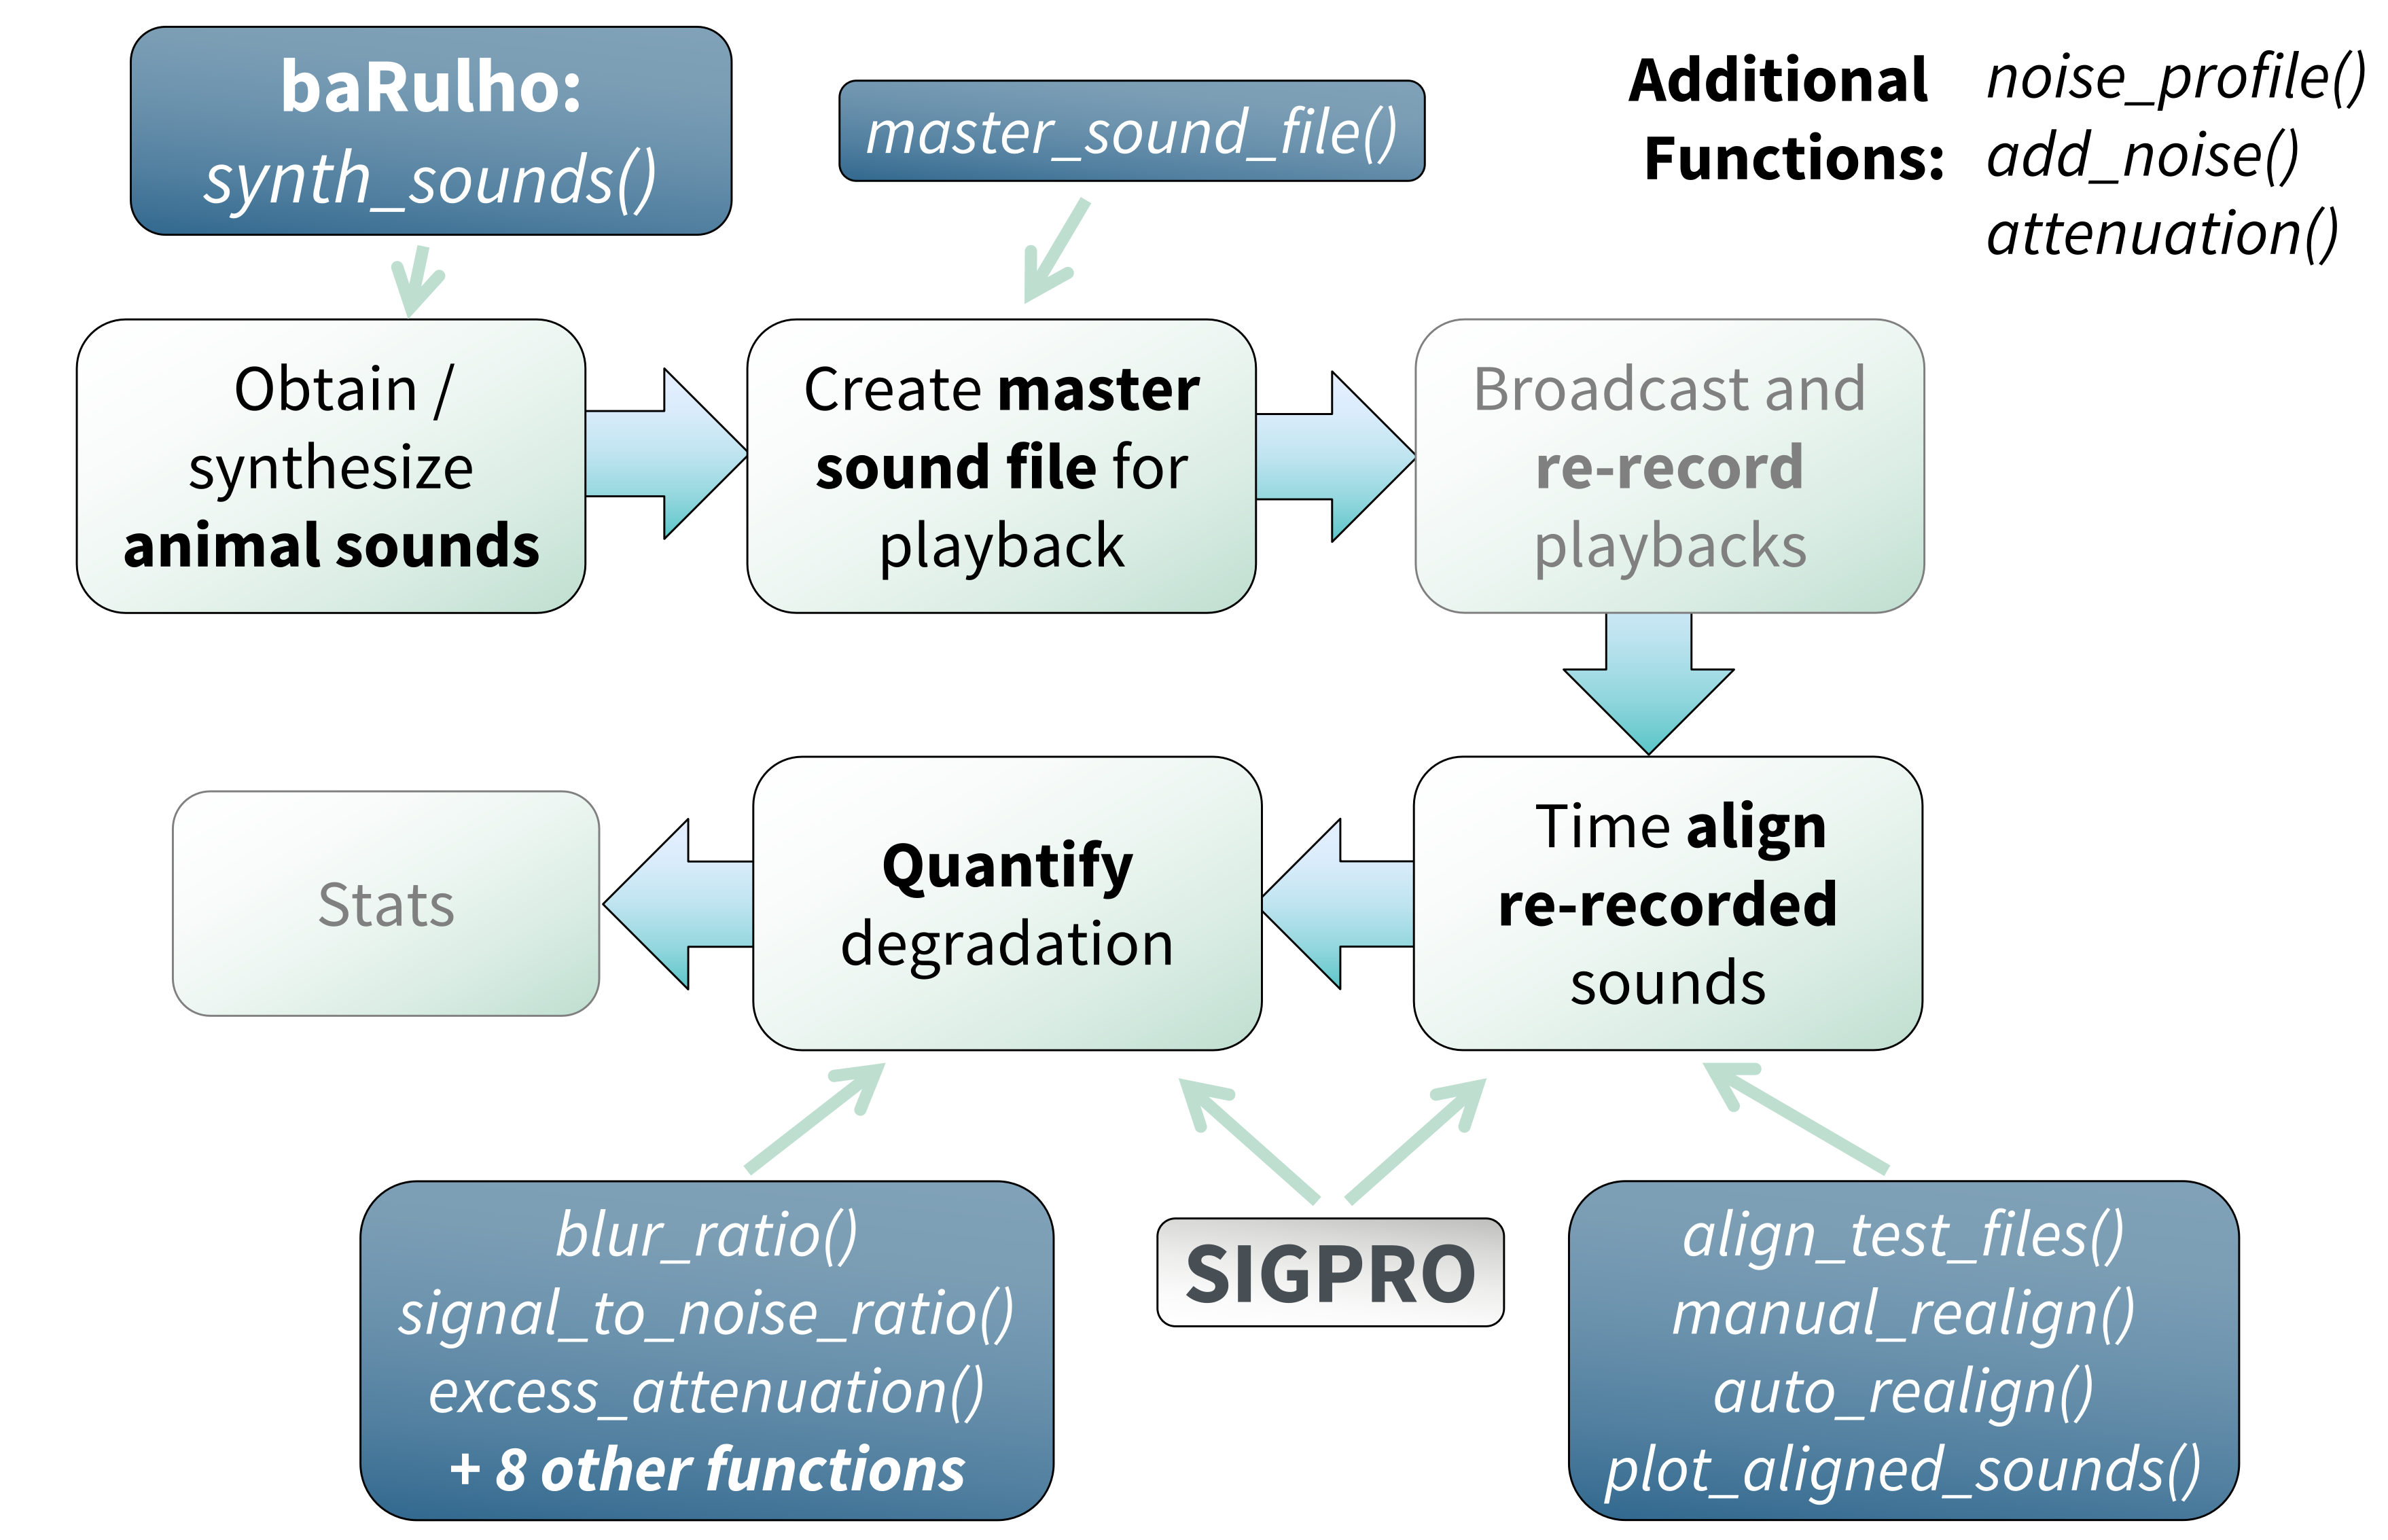 baRulho:
synth_sounds()
master_sound_file()
Additional
Functions:
noise_profile()
add_noise()
attenuation()
Obtain /
synthesize
animal sounds
Create master
sound file for
playback
Broadcast and
re-record
playbacks
Time align
re-recorded
sounds
Quantify
degradation
Stats
blur_ratio()
signal_to_noise_ratio()
excess_attenuation()
+ 8 other functions
SIGPRO
align_test_files()
manual_realign()
auto_realign()
plot_aligned_sounds()